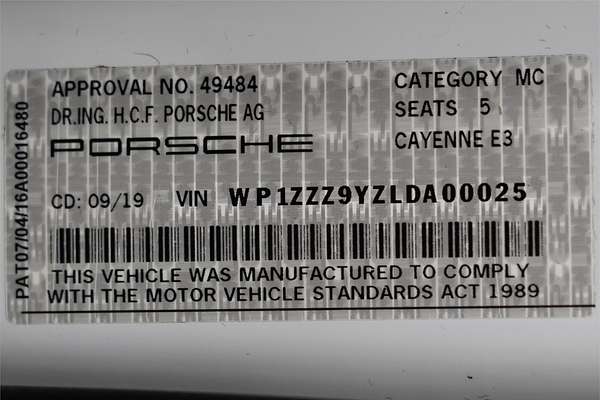 APPROVAL NO. 49484 CATEGORY MC
DR.ING. H.C.F. PORSCHE AG SEATS 5
PORSCHE CAYENNE E3
CD: 09/19 VIN WP1ZZZ9YZLDA00025
THIS VEHICLE WAS MANUFACTURED TO COMPLY
WITH THE MOTOR VEHICLE STANDARDS ACT 1989
PAT07/04/16A00016480